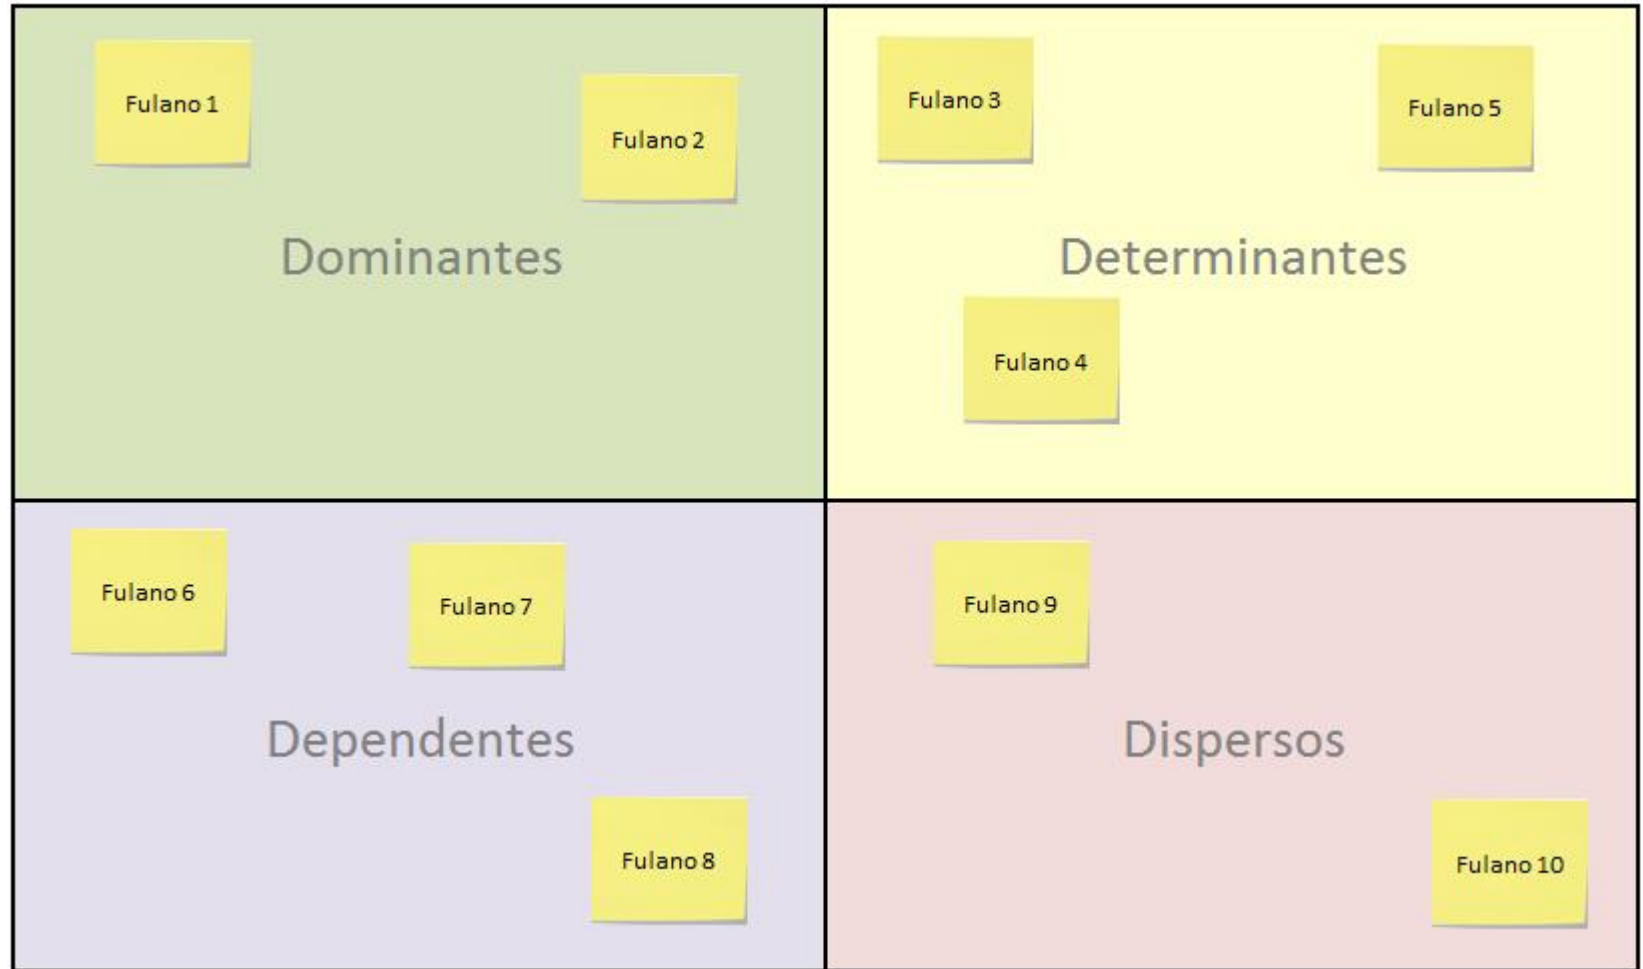 Fulano 1
Fulano 2
Dominantes
Fulano 3
Fulano 5
Determinantes
Fulano 4
Fulano 6
Fulano 7
Dependentes
Fulano 8
Fulano 9
Dispersos
Fulano 10